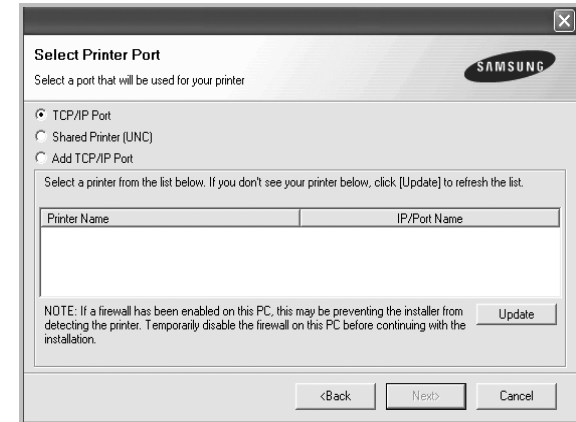 Select Printer Port
Select a port that will be used for your printer
SAMSUNG
TCP/IP Port
Shared Printer (UNC)
Add TCP/IP Port
Select a printer from the list below. If you don't see your printer below, click [Update] to refresh the list.
Printer Name IP/Port Name
NOTE: If a firewall has been enabled on this PC, this may be preventing the installer from
detecting the printer. Temporarily disable the firewall on this PC before continuing with the
installation.
Update
<Back Next> Cancel